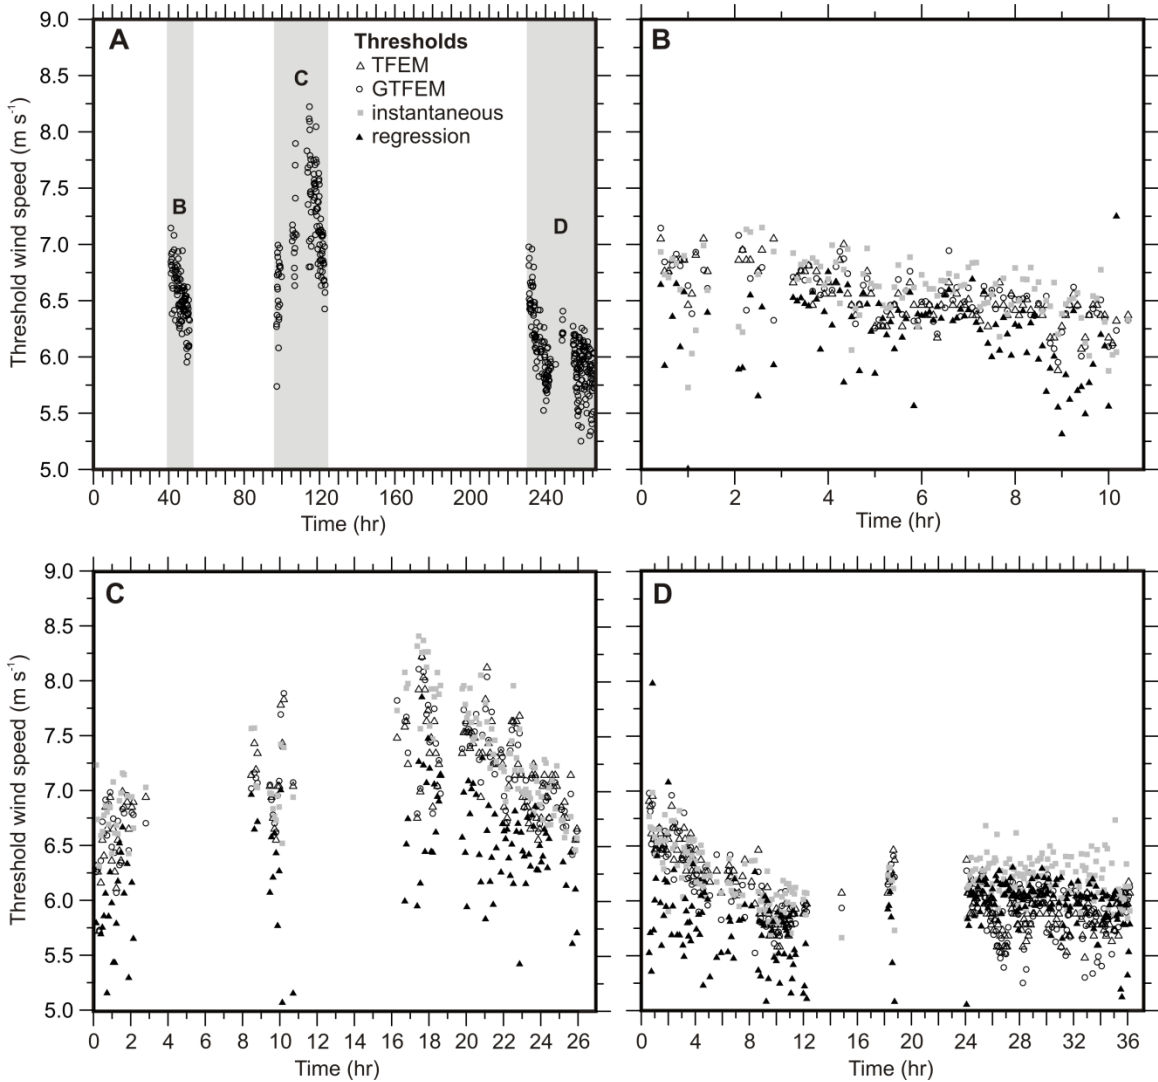 A
B
C
D
Thresholds
TFEM
GTFEM
instantaneous
regression
9.0
8.5
8.0
7.5
7.0
6.5
6.0
5.5
5.0
Threshold wind speed (m s⁻¹)
0 40 80 120 160 200 240
Time (hr)
B
0 2 4 6 8 10
Time (hr)
C
9.0
8.5
8.0
7.5
7.0
6.5
6.0
5.5
5.0
Threshold wind speed (m s⁻¹)
0 2 4 6 8 10 12 14 16 18 20 22 24 26
Time (hr)
D
0 4 8 12 16 20 24 28 32 36
Time (hr)